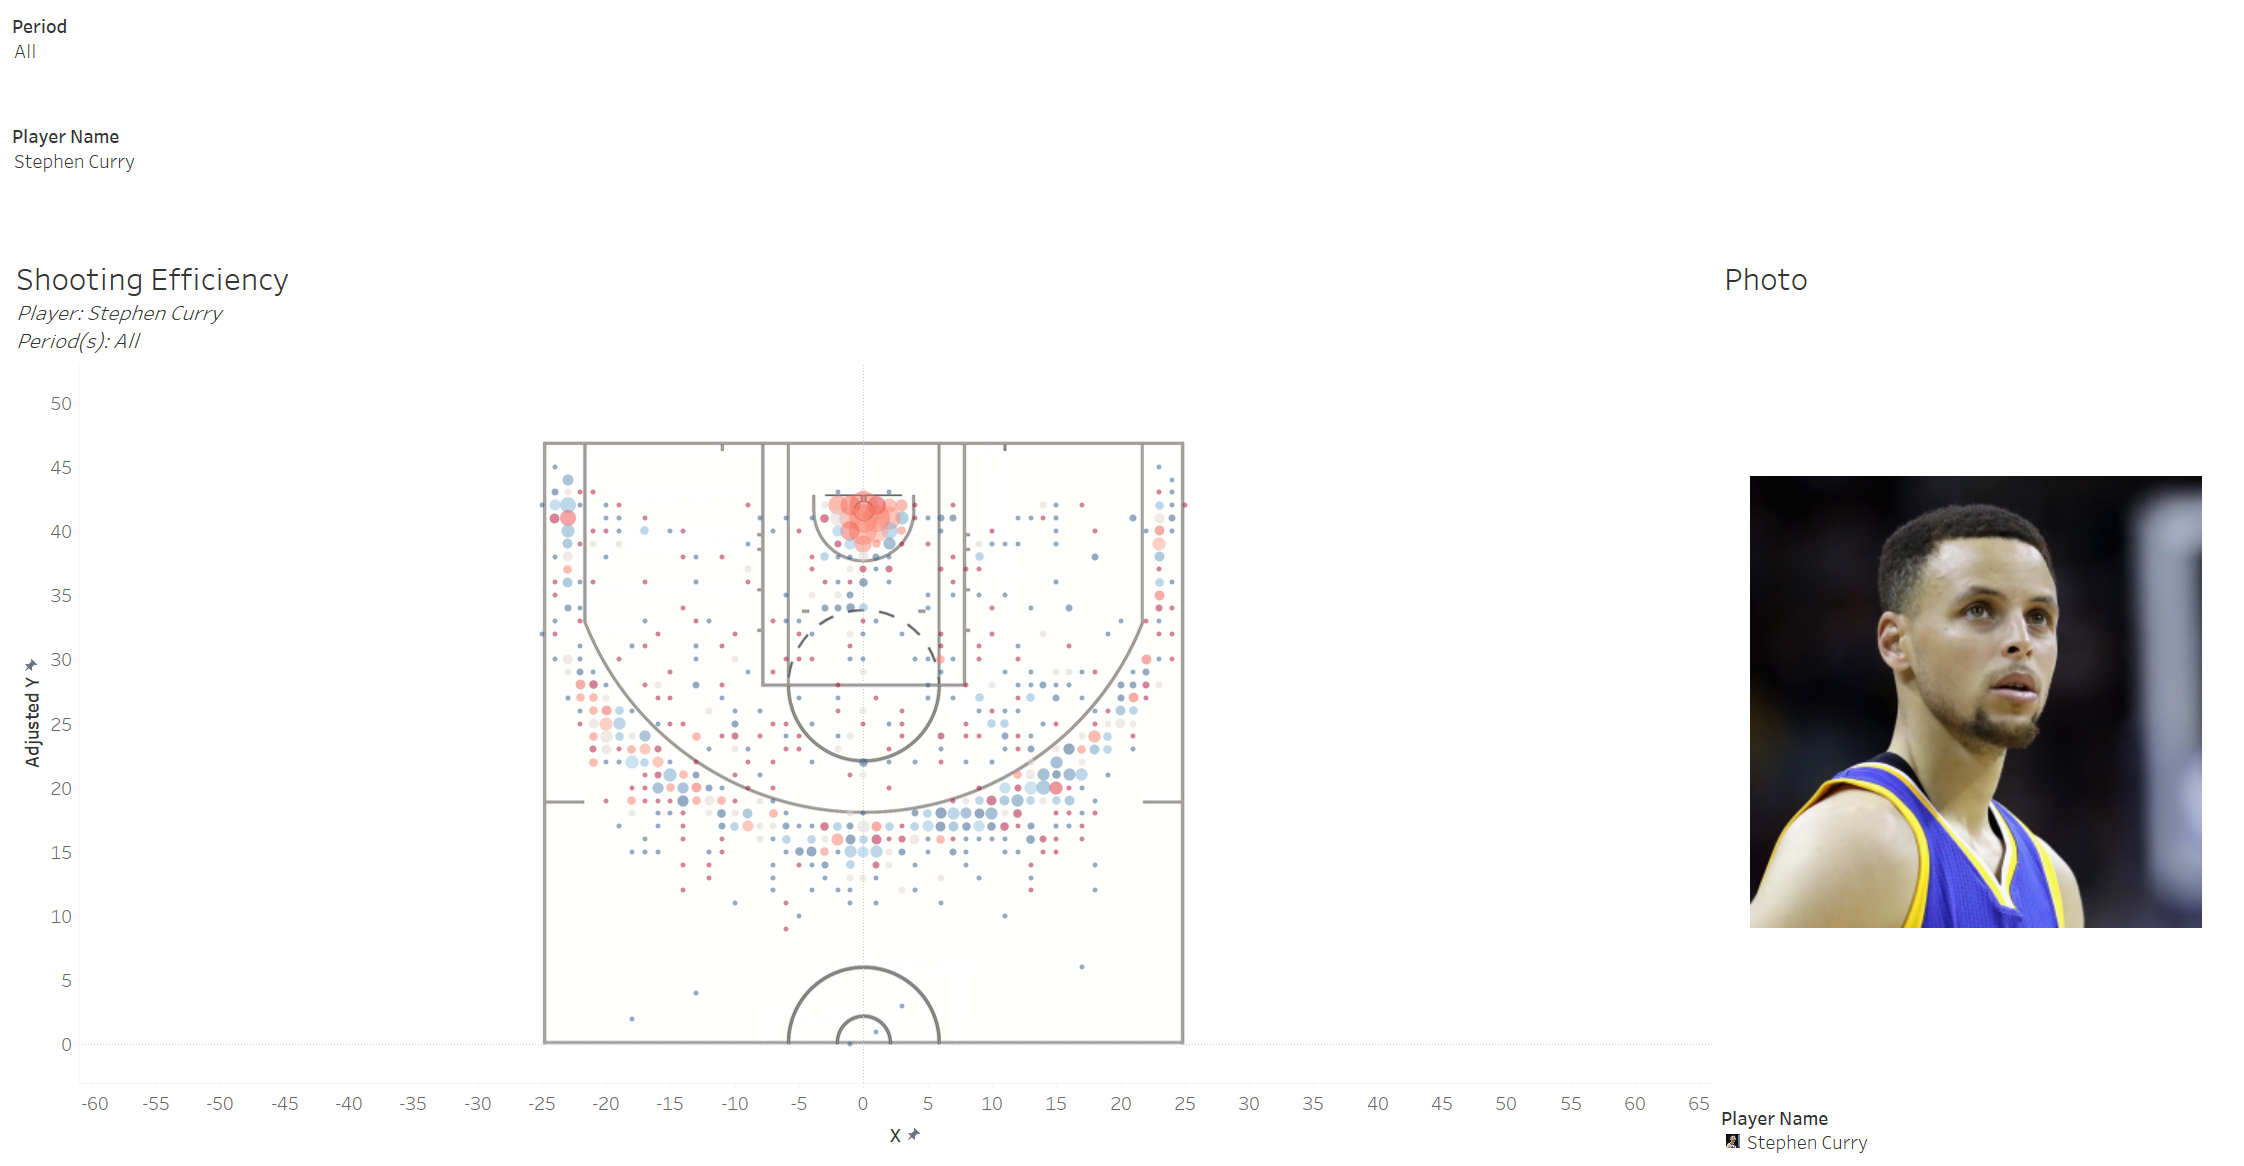 Period
All
Player Name
Stephen Curry
Shooting Efficiency
Player: Stephen Curry
Period(s): All
Photo
50
45
40
35
30
25
20
15
10
5
0
Adjusted Y
-60 -55 -50 -45 -40 -35 -30 -25 -20 -15 -10 -5 0 5 10 15 20 25 30 35 40 45 50 55 60 65
X
Player Name
Stephen Curry